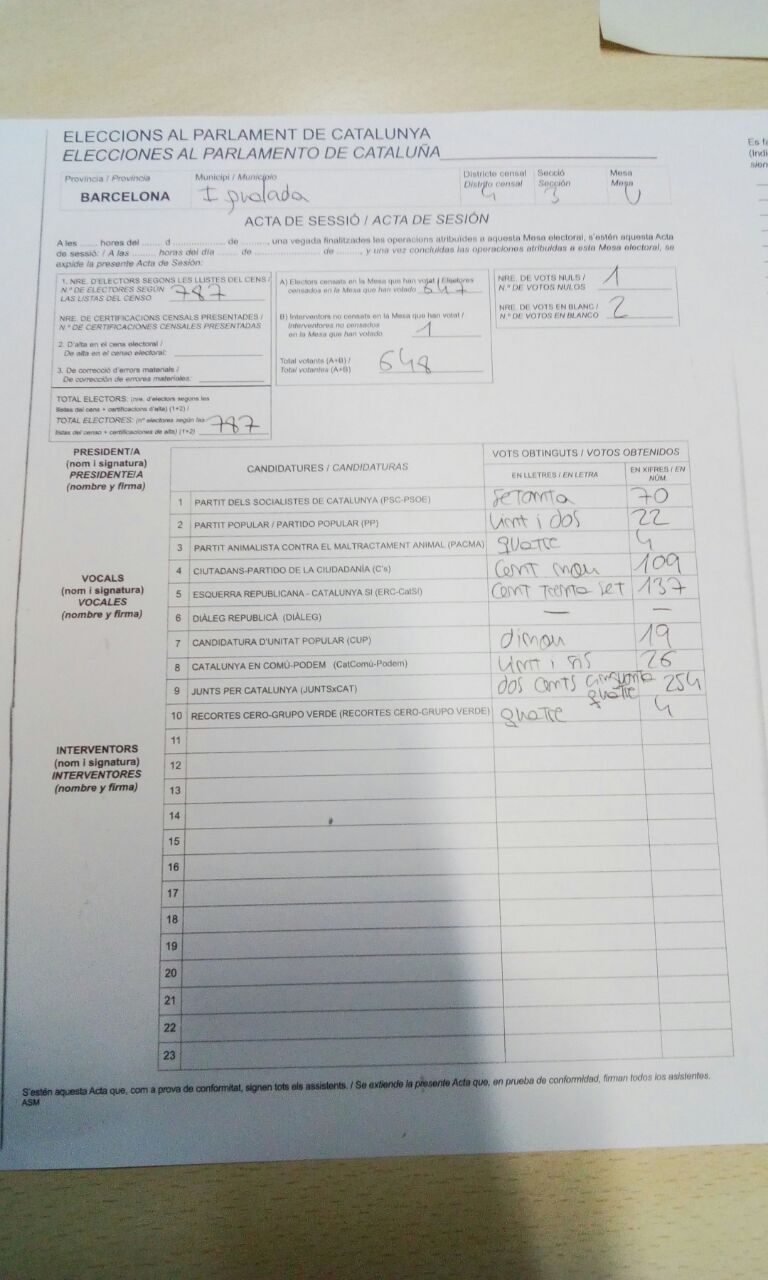 Es fa
(Indi
sien
ELECCIONS AL PARLAMENT DE CATALUNYA
ELECCIONES AL PARLAMENTO DE CATALUÑA
Província / Provincia
Municipi / Municipio
Districte censal
Distrito censal
Secció
Sección
Mesa
Mesa
BARCELONA
Igualada
4
3
U
ACTA DE SESSIÓ / ACTA DE SESIÓN
A les ...... hores del ...... d ..................... de ........, una vegada finalitzades les operacions atribuïdes a aquesta Mesa electoral, s'estén aquesta Acta
de sessió: / A las ........ horas del día ...... de ..................... de ........, y una vez concluidas las operaciones atribuidas a esta Mesa electoral, se
expide la presente Acta de Sesión:
1. NRE. D'ELECTORS SEGONS LES LLISTES DEL CENS /
N.º DE ELECTORES SEGÚN
LAS LISTAS DEL CENSO
787
NRE. DE CERTIFICACIONS CENSALS PRESENTADES /
N.º DE CERTIFICACIONES CENSALES PRESENTADAS
2. D'alta en el cens electoral /
De alta en el censo electoral:
3. De correcció d'errors materials /
De corrección de errores materiales:
TOTAL ELECTORS: (nre. d'electors segons les
llistes del cens + certificacions d'alta) (1+2) /
TOTAL ELECTORES: (nº electores según las
listas del censo + certificaciones de alta) (1+2)
787
A) Electors censats en la Mesa que han votat / Electores
censados en la Mesa que han votado
647
B) Interventors no censats en la Mesa que han votat /
Interventores no censados
en la Mesa que han votado
1
Total votants (A+B) /
Total votantes (A+B)
648
NRE. DE VOTS NULS /
N.º DE VOTOS NULOS
1
NRE. DE VOTS EN BLANC /
N.º DE VOTOS EN BLANCO
2
PRESIDENT/A
(nom i signatura)
PRESIDENTE/A
(nombre y firma)
VOCALS
(nom i signatura)
VOCALES
(nombre y firma)
INTERVENTORS
(nom i signatura)
INTERVENTORES
(nombre y firma)
CANDIDATURES / CANDIDATURAS
VOTS OBTINGUTS / VOTOS OBTENIDOS
EN LLETRES / EN LETRA
EN XIFRES / EN
NÚM.
1 PARTIT DELS SOCIALISTES DE CATALUNYA (PSC-PSOE) setanta 70
2 PARTIT POPULAR / PARTIDO POPULAR (PP) vint i dos 22
3 PARTIT ANIMALISTA CONTRA EL MALTRACTAMENT ANIMAL (PACMA) quatre 4
4 CIUTADANS-PARTIDO DE LA CIUDADANÍA (C's) Cent nou 109
5 ESQUERRA REPUBLICANA - CATALUNYA SÍ (ERC-CatSí) Cent trenta set 137
6 DIÀLEG REPUBLICÀ (DIÀLEG) — —
7 CANDIDATURA D'UNITAT POPULAR (CUP) dinou 19
8 CATALUNYA EN COMÚ-PODEM (CatComú-Podem) vint i sis 26
9 JUNTS PER CATALUNYA (JUNTSxCAT) dos cents cinquanta quatre 254
10 RECORTES CERO-GRUPO VERDE (RECORTES CERO-GRUPO VERDE) quatre 4
11
12
13
14
15
16
17
18
19
20
21
22
23
S'estén aquesta Acta que, com a prova de conformitat, signen tots els assistents. / Se extiende la presente Acta que, en prueba de conformidad, firman todos los asistentes.
ASM